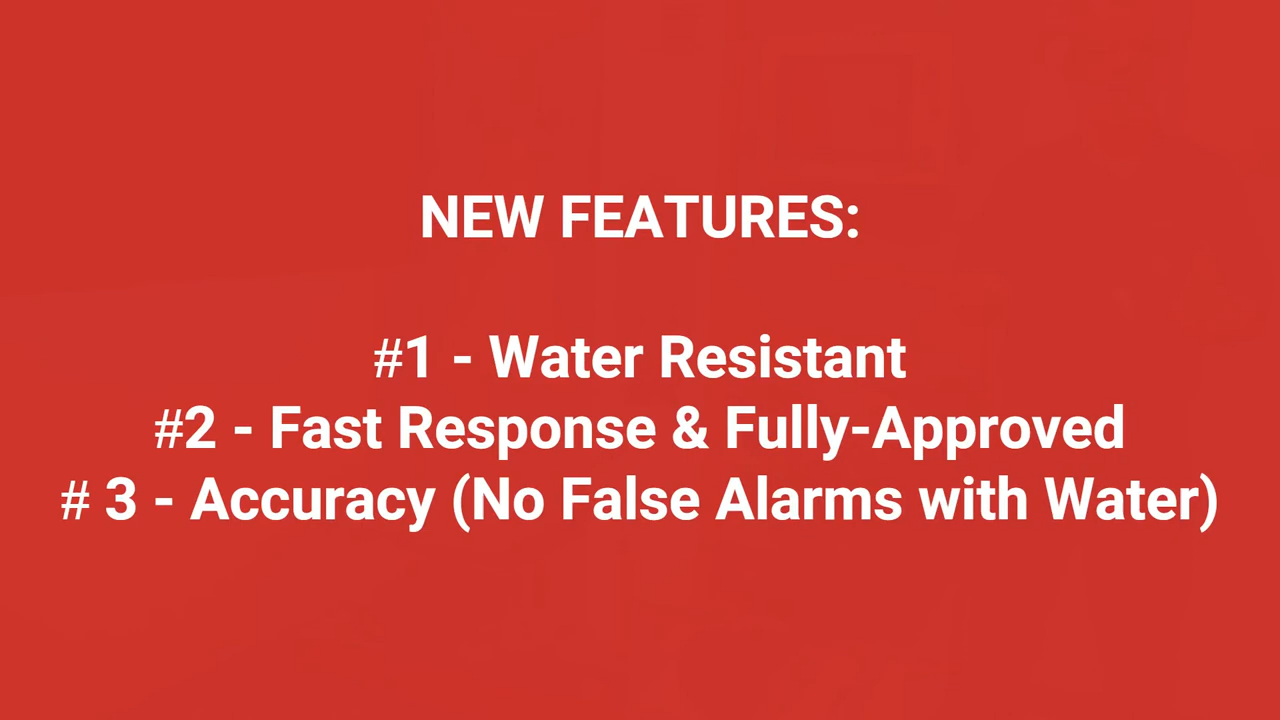 NEW FEATURES:
#1 - Water Resistant
#2 - Fast Response & Fully-Approved
# 3 - Accuracy (No False Alarms with Water)